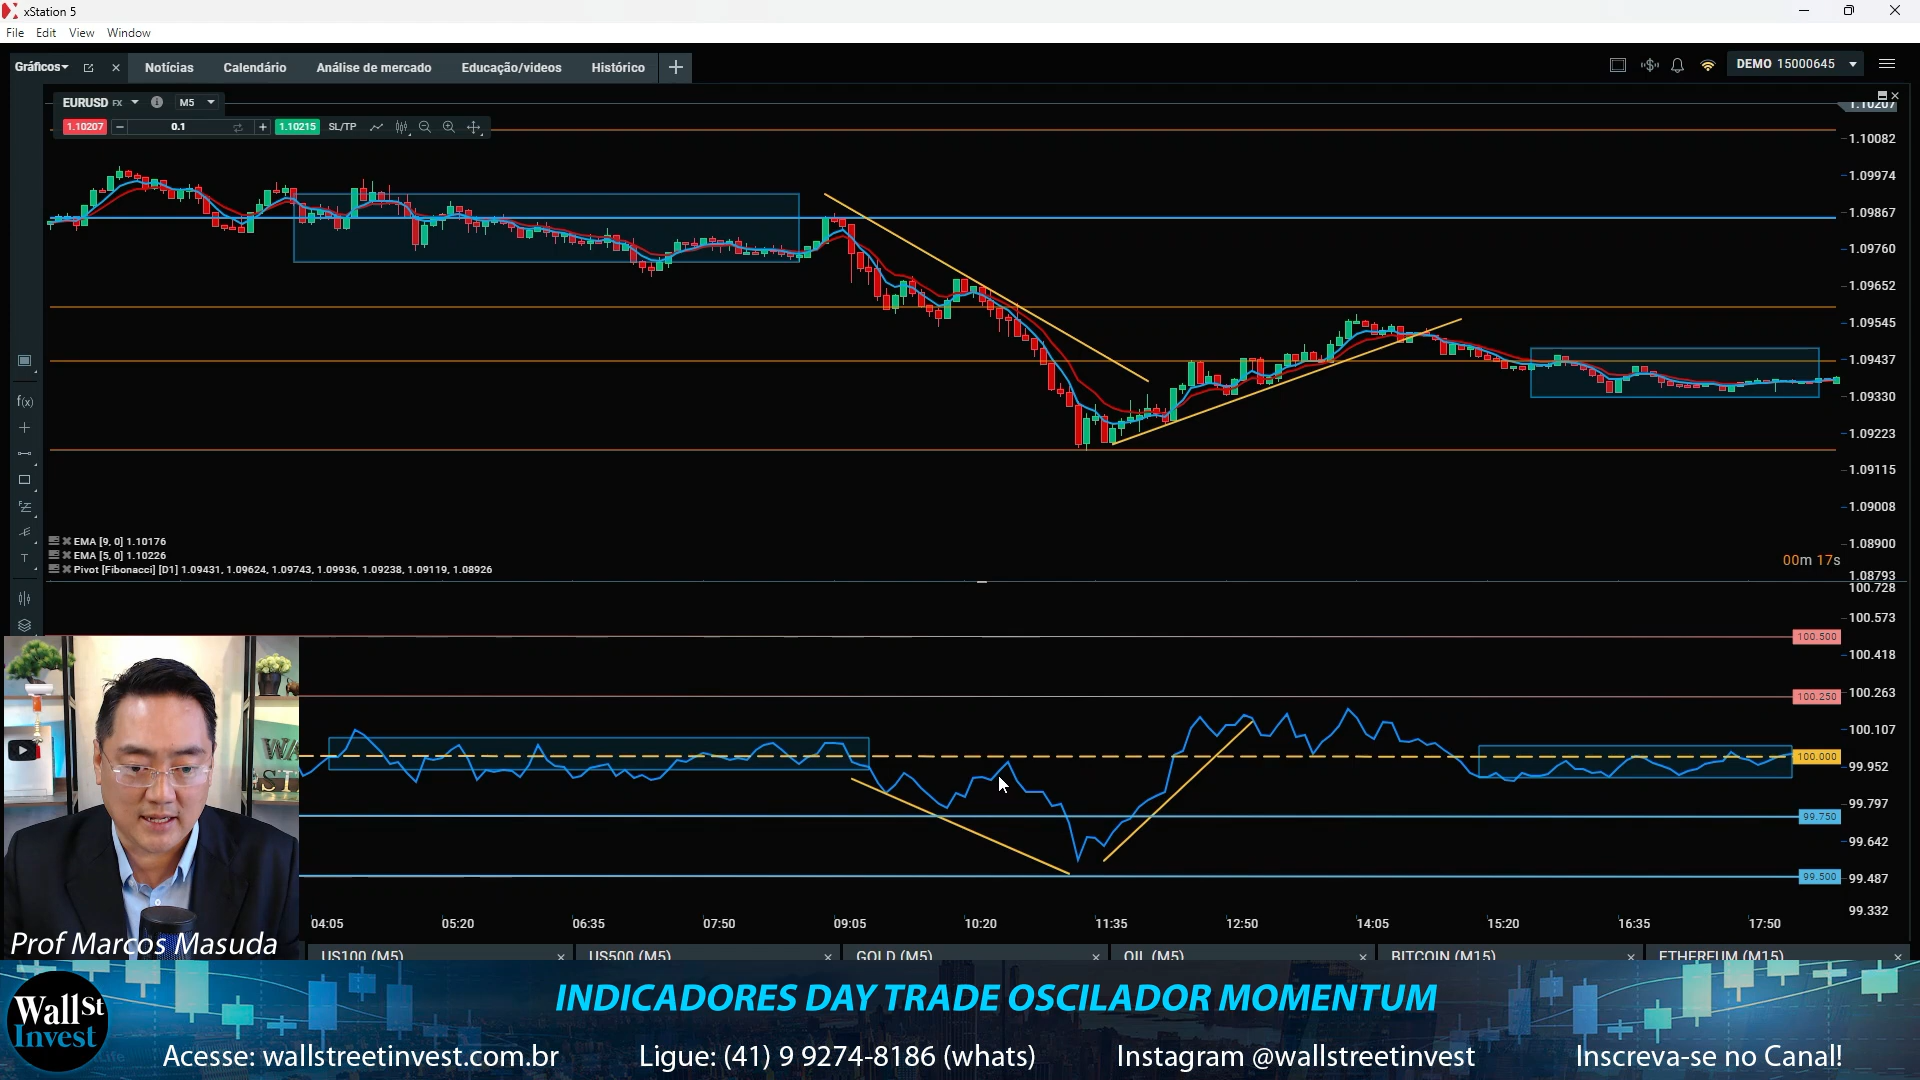 xStation 5
File Edit View Window
Gráficos Notícias Calendário Análise de mercado Educação/videos Histórico
DEMO 15000645
EURUSD FX M5
1.10207 0.1 1.10215 SL/TP
1.10207
1.10082
1.09974
1.09867
1.09760
1.09652
1.09545
1.09437
1.09330
1.09223
1.09115
1.09008
1.08900
1.08793
f(x)
T
EMA [9, 0] 1.10176
EMA [5, 0] 1.10226
Pivot [Fibonacci] [D1] 1.09431, 1.09624, 1.09743, 1.09936, 1.09238, 1.09119, 1.08926
00m 17s
100.728
100.573
100.500
100.418
100.250
100.263
100.107
100.000
99.952
99.797
99.750
99.642
99.500
99.487
99.332
04:05 05:20 06:35 07:50 09:05 10:20 11:35 12:50 14:05 15:20 16:35 17:50
Prof Marcos Masuda
US100 (M5) US500 (M5) GOLD (M5) OIL (M5) BITCOIN (M15) ETHEREUM (M15)
INDICADORES DAY TRADE OSCILADOR MOMENTUM
Wall St
Invest
Acesse: wallstreetinvest.com.br Ligue: (41) 9 9274-8186 (whats) Instagram @wallstreetinvest Inscreva-se no Canal!